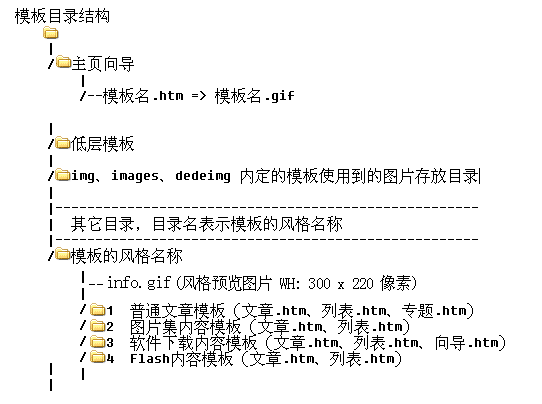 模板目录结构
|
/主页向导
|
/--模板名.htm => 模板名.gif
|
/低层模板
|
/img、images、dedeimg 内定的模板使用到的图片存放目录
|
|------------------------------------------------------
| 其它目录，目录名表示模板的风格名称
|------------------------------------------------------
/模板的风格名称
|--info.gif(风格预览图片 WH: 300 x 220 像素)
/1 普通文章模板（文章.htm、列表.htm、专题.htm）
/2 图片集内容模板（文章.htm、列表.htm）
/3 软件下载内容模板（文章.htm、列表.htm、向导.htm）
/4 Flash内容模板（文章.htm、列表.htm）
| |
|